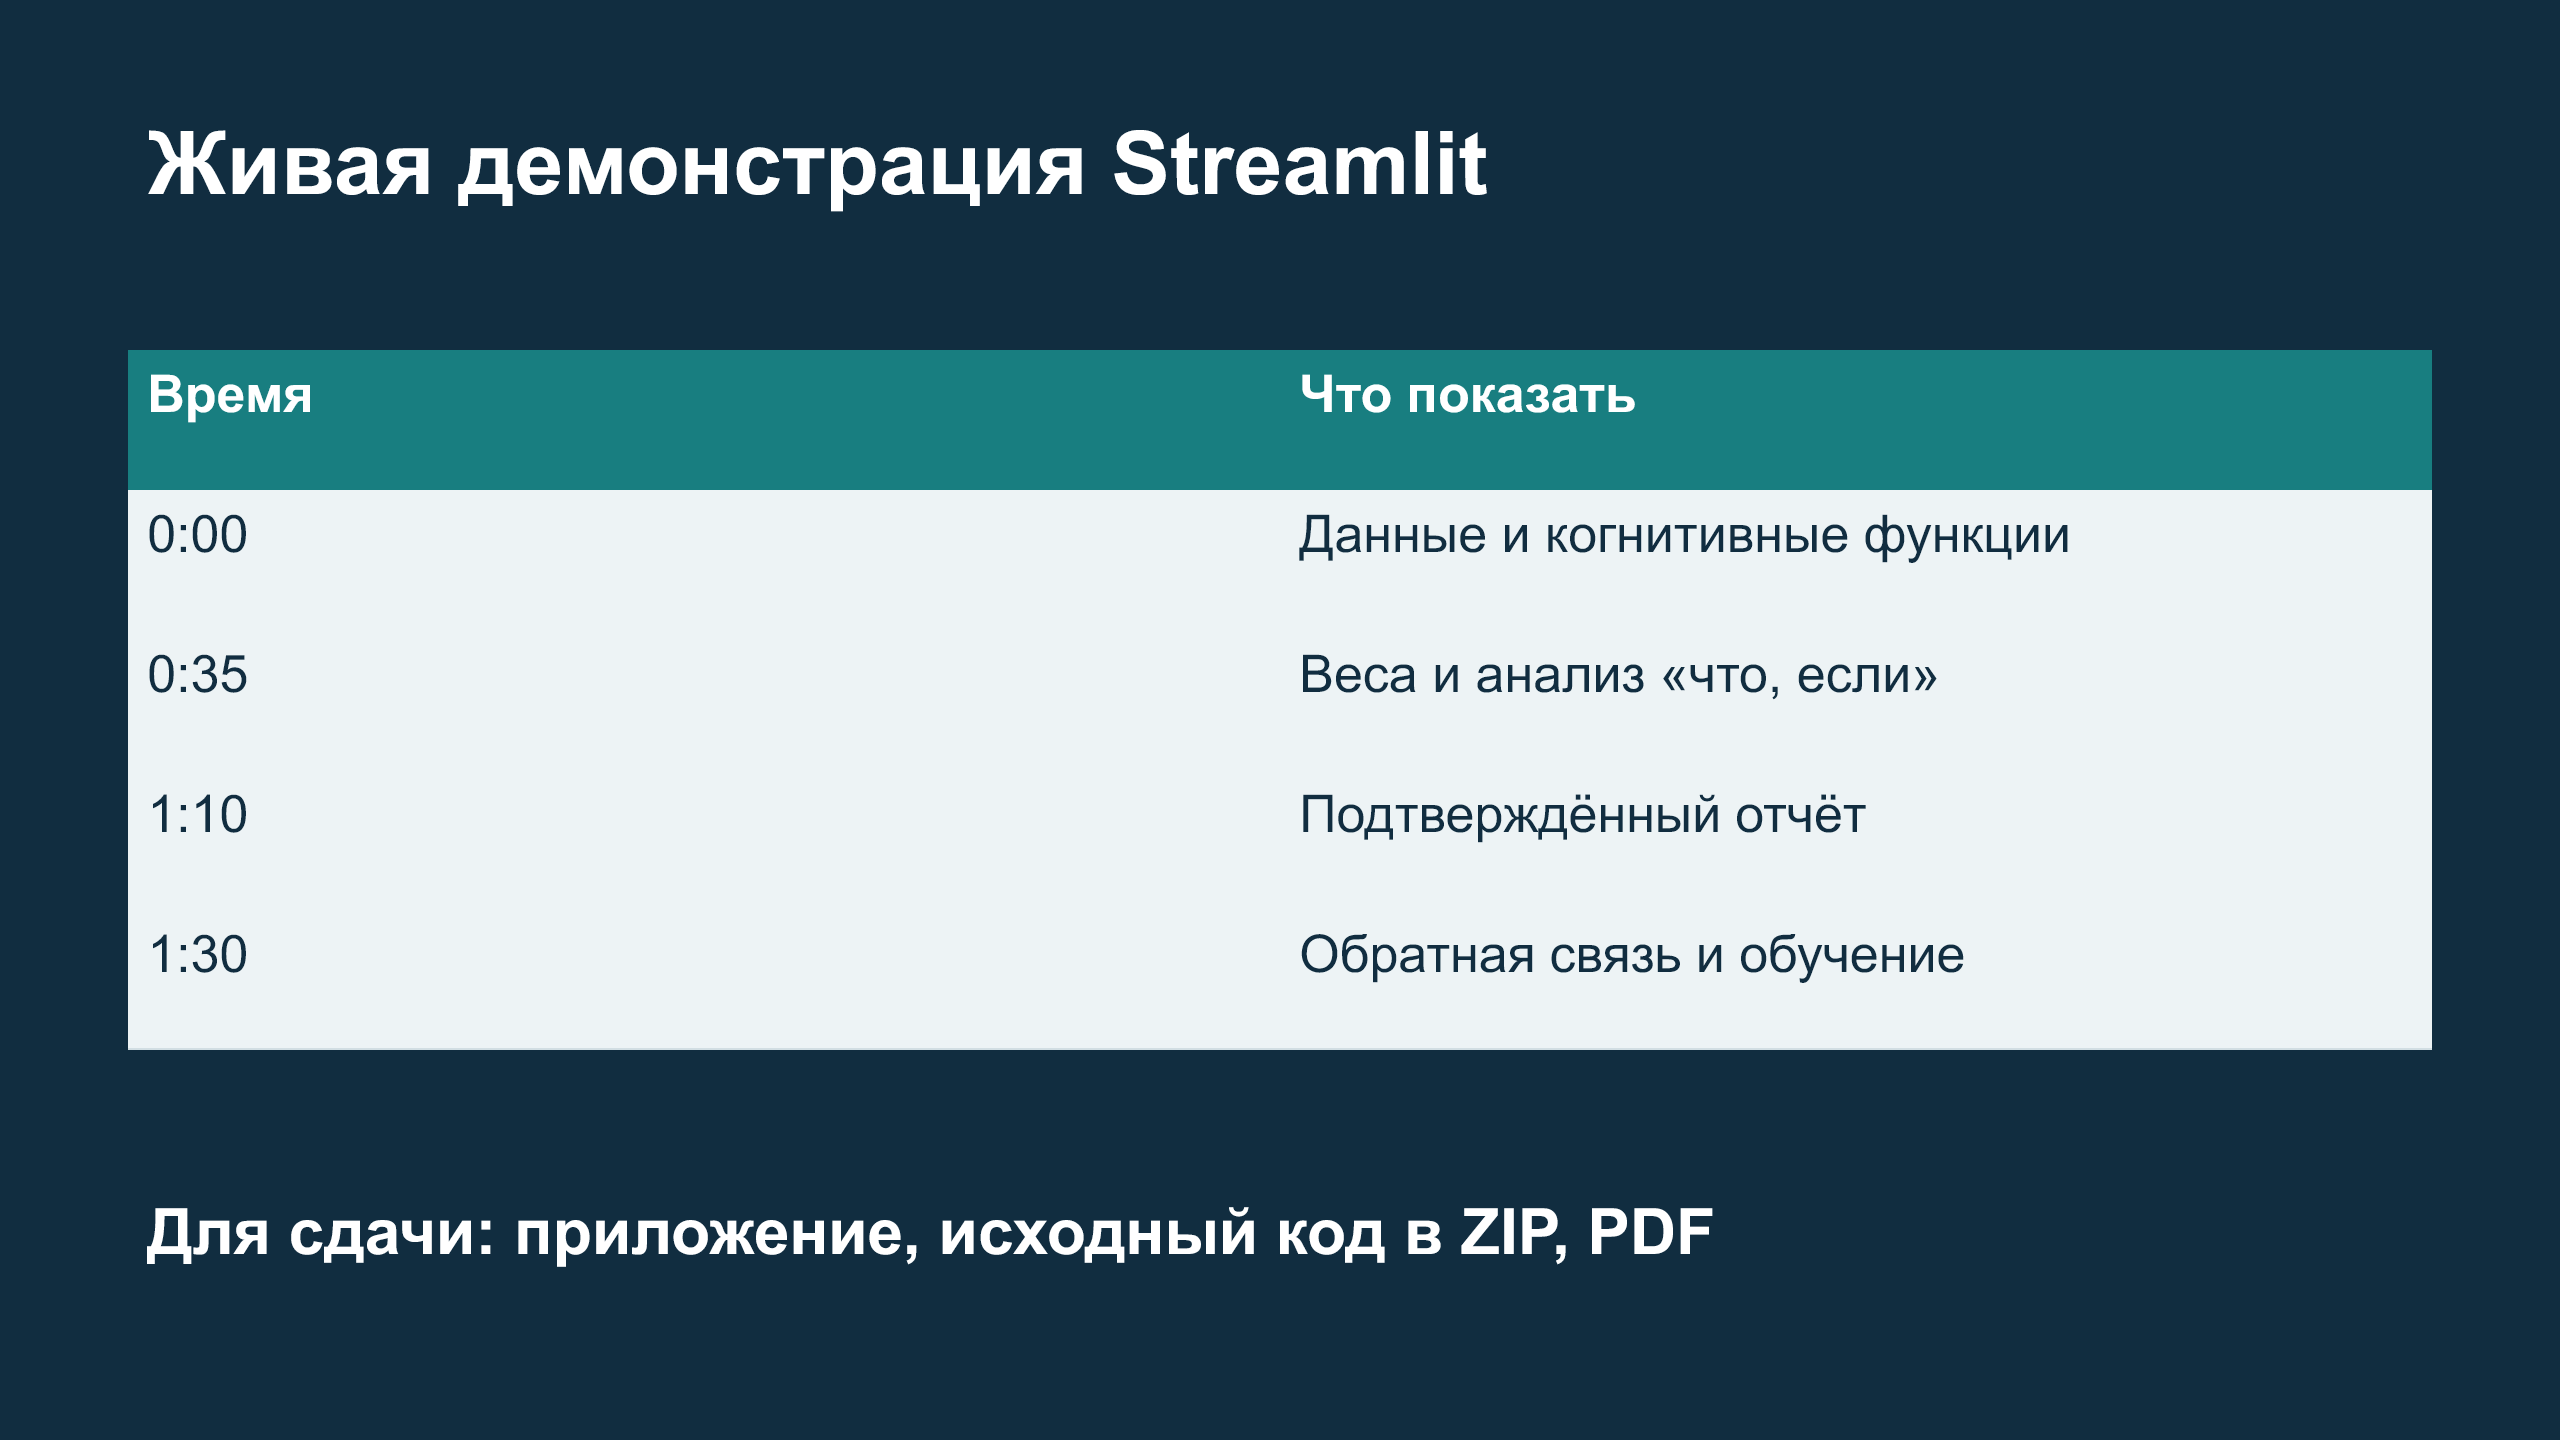 Живая демонстрация Streamlit
Время Что показать
0:00 Данные и когнитивные функции
0:35 Веса и анализ «что, если»
1:10 Подтверждённый отчёт
1:30 Обратная связь и обучение
Для сдачи: приложение, исходный код в ZIP, PDF